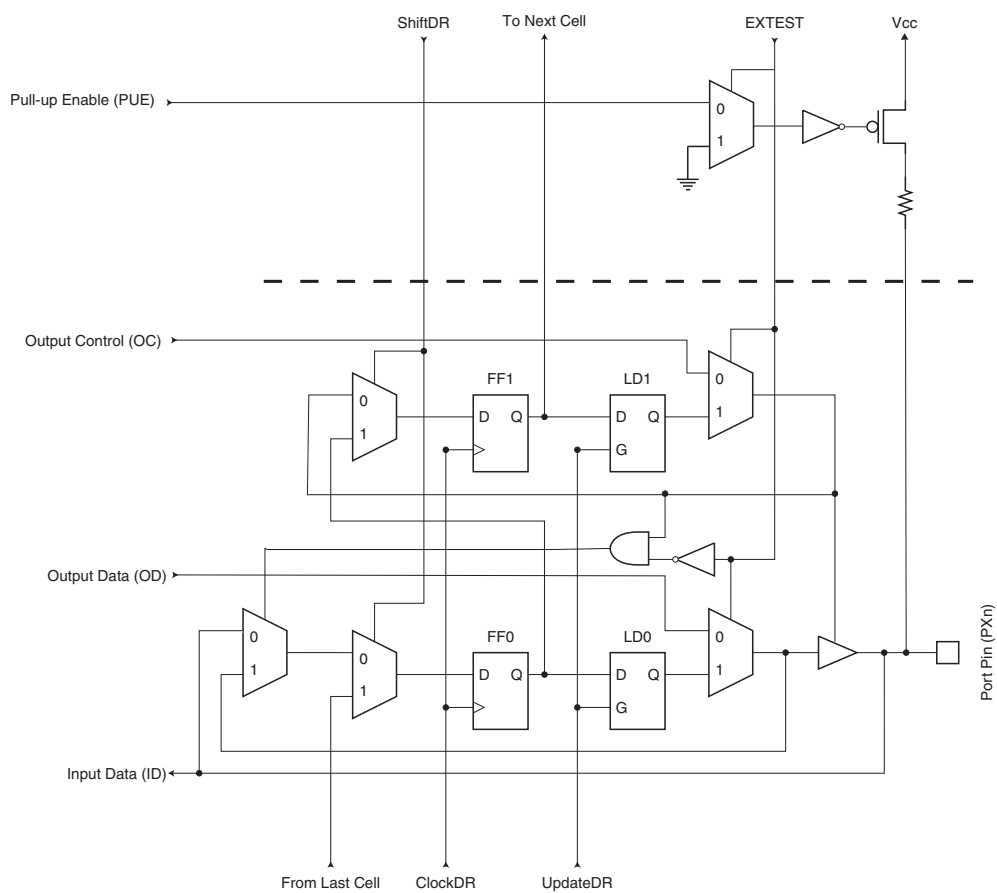 ShiftDR
To Next Cell
EXTEST
Vcc
Pull-up Enable (PUE)
0
1
Output Control (OC)
FF1
LD1
0
1
0
1
D Q
D Q
G
Output Data (OD)
FF0
LD0
0
1
0
1
0
1
D Q
D Q
G
Port Pin (PXn)
Input Data (ID)
From Last Cell
ClockDR
UpdateDR